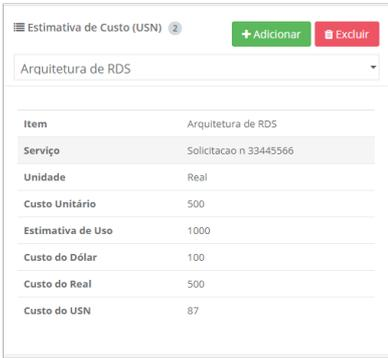 Estimativa de Custo (USN) 2 Adicionar Excluir
Arquitetura de RDS
Item Arquitetura de RDS
Serviço Solicitacao n 33445566
Unidade Real
Custo Unitário 500
Estimativa de Uso 1000
Custo do Dólar 100
Custo do Real 500
Custo do USN 87